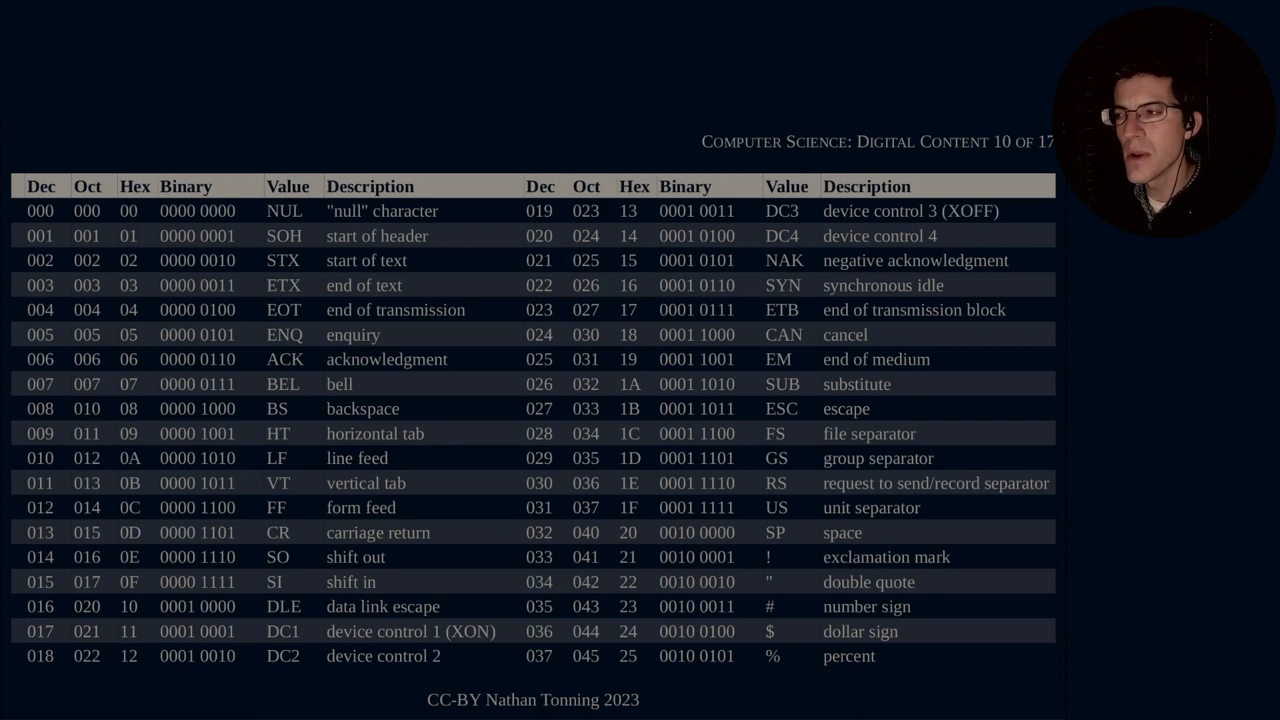 COMPUTER SCIENCE: DIGITAL CONTENT 10 OF 17
Dec Oct Hex Binary Value Description Dec Oct Hex Binary Value Description
000 000 00 0000 0000 NUL "null" character 019 023 13 0001 0011 DC3 device control 3 (XOFF)
001 001 01 0000 0001 SOH start of header 020 024 14 0001 0100 DC4 device control 4
002 002 02 0000 0010 STX start of text 021 025 15 0001 0101 NAK negative acknowledgment
003 003 03 0000 0011 ETX end of text 022 026 16 0001 0110 SYN synchronous idle
004 004 04 0000 0100 EOT end of transmission 023 027 17 0001 0111 ETB end of transmission block
005 005 05 0000 0101 ENQ enquiry 024 030 18 0001 1000 CAN cancel
006 006 06 0000 0110 ACK acknowledgment 025 031 19 0001 1001 EM end of medium
007 007 07 0000 0111 BEL bell 026 032 1A 0001 1010 SUB substitute
008 010 08 0000 1000 BS backspace 027 033 1B 0001 1011 ESC escape
009 011 09 0000 1001 HT horizontal tab 028 034 1C 0001 1100 FS file separator
010 012 0A 0000 1010 LF line feed 029 035 1D 0001 1101 GS group separator
011 013 0B 0000 1011 VT vertical tab 030 036 1E 0001 1110 RS request to send/record separator
012 014 0C 0000 1100 FF form feed 031 037 1F 0001 1111 US unit separator
013 015 0D 0000 1101 CR carriage return 032 040 20 0010 0000 SP space
014 016 0E 0000 1110 SO shift out 033 041 21 0010 0001 ! exclamation mark
015 017 0F 0000 1111 SI shift in 034 042 22 0010 0010 " double quote
016 020 10 0001 0000 DLE data link escape 035 043 23 0010 0011 # number sign
017 021 11 0001 0001 DC1 device control 1 (XON) 036 044 24 0010 0100 $ dollar sign
018 022 12 0001 0010 DC2 device control 2 037 045 25 0010 0101 % percent
CC-BY Nathan Tonning 2023